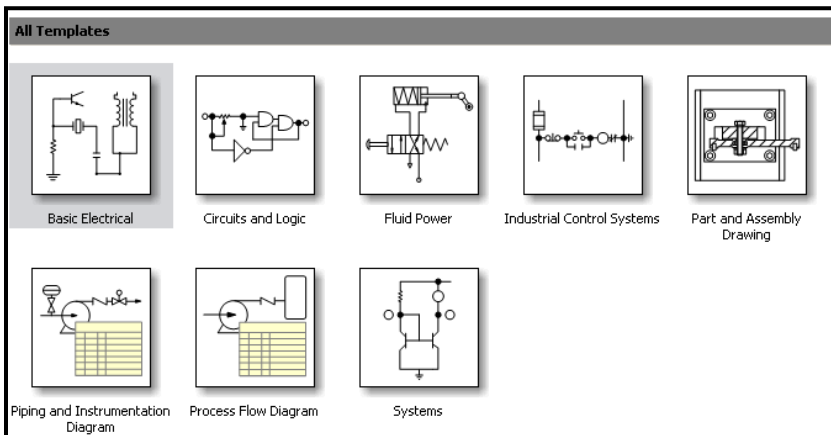 All Templates
Basic Electrical
Circuits and Logic
Fluid Power
Industrial Control Systems
Part and Assembly
Drawing
Piping and Instrumentation
Diagram
Process Flow Diagram
Systems